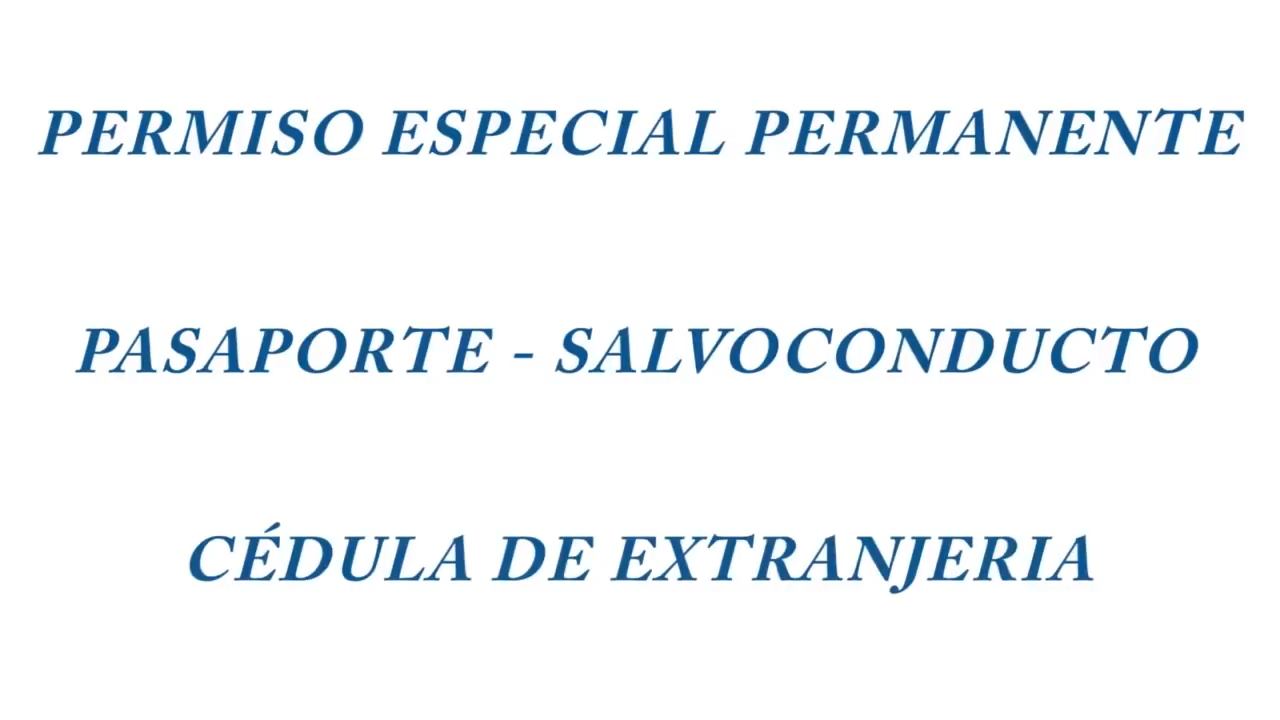 PERMISO ESPECIAL PERMANENTE
PASAPORTE - SALVOCONDUCTO
CÉDULA DE EXTRANJERIA